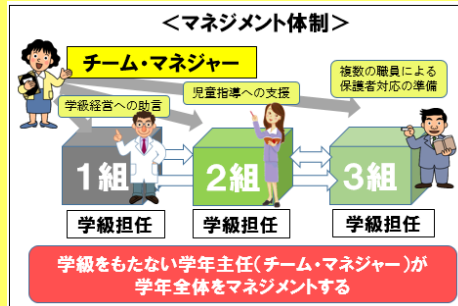 ＜マネジメント体制＞
チーム・マネジャー
学級経営への助言
児童指導への支援
複数の職員による
保護者対応の準備
1組
2組
3組
学級担任
学級担任
学級担任
学級をもたない学年主任（チーム・マネジャー）が
学年全体をマネジメントする